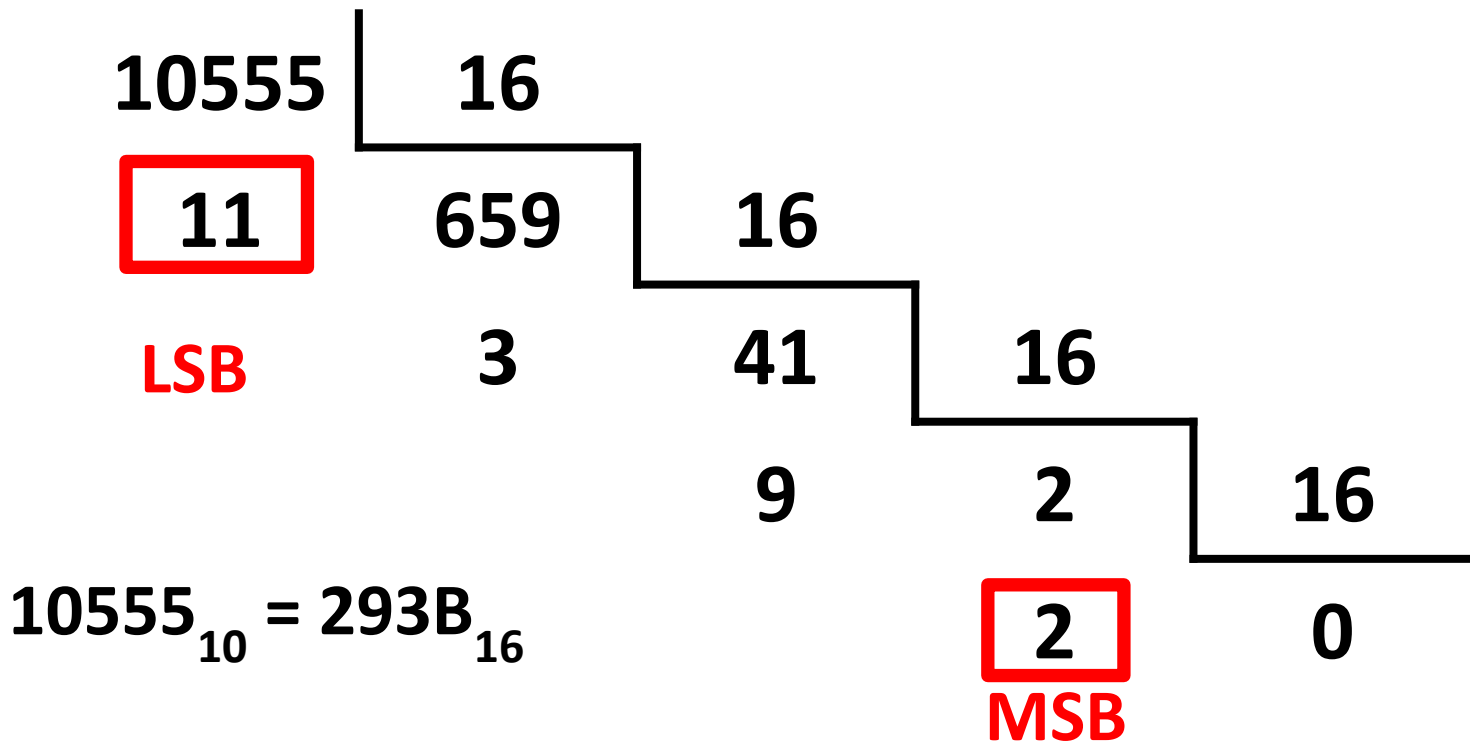 10555 16
11 659 16
LSB 3 41 16
9 2 16
10555₁₀ = 293B₁₆ 2 0
MSB